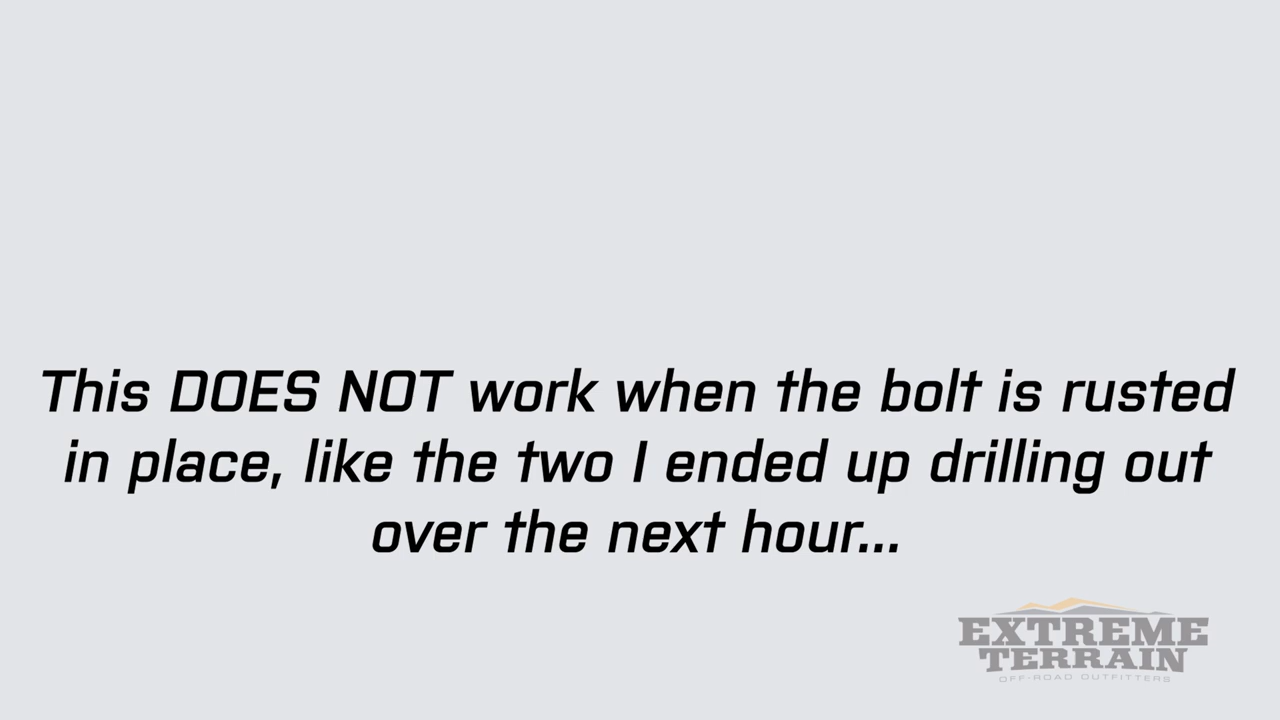 This DOES NOT work when the bolt is rusted
in place, like the two I ended up drilling out
over the next hour...
EXTREME
TERRAIN
OFF-ROAD OUTFITTERS